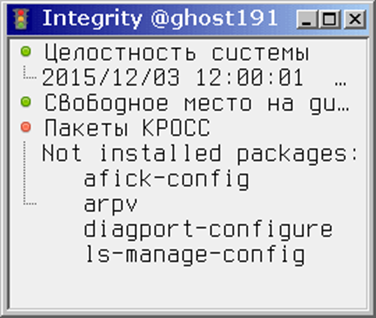 Integrity @ghost191
Целостность системы
2015/12/03 12:00:01 …
Свободное место на ди…
Пакеты КРОСС
Not installed packages:
afick-config
arpv
diagport-configure
ls-manage-config